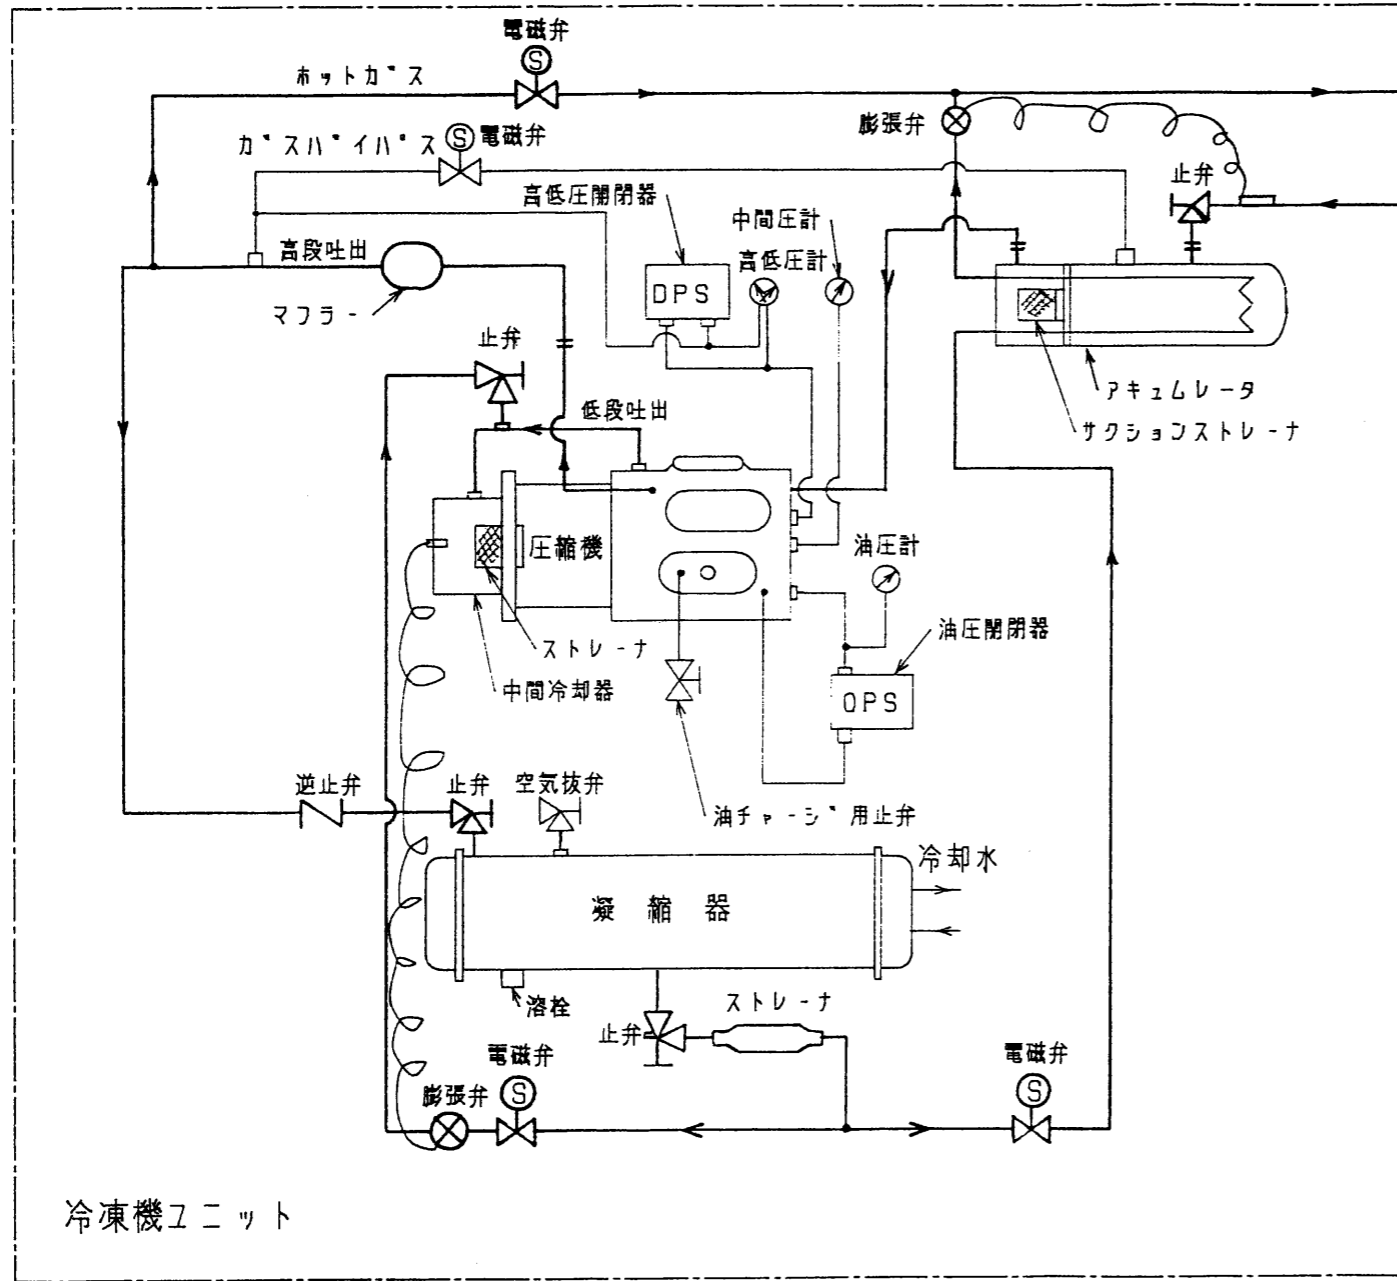 電磁弁
S
ホットガス
電磁弁
S
ガスバイパス
膨張弁
止弁
高低圧開閉器
中間圧計
高低圧計
高段吐出
DPS
マフラー
止弁
アキュムレータ
サクションストレーナ
低段吐出
圧縮機
油圧計
ストレーナ
油圧開閉器
中間冷却器
OPS
逆止弁
止弁
空気抜弁
油チャージ用止弁
冷却水
凝縮器
溶栓
ストレーナ
止弁
電磁弁
S
電磁弁
S
膨張弁
冷凍機ユニット